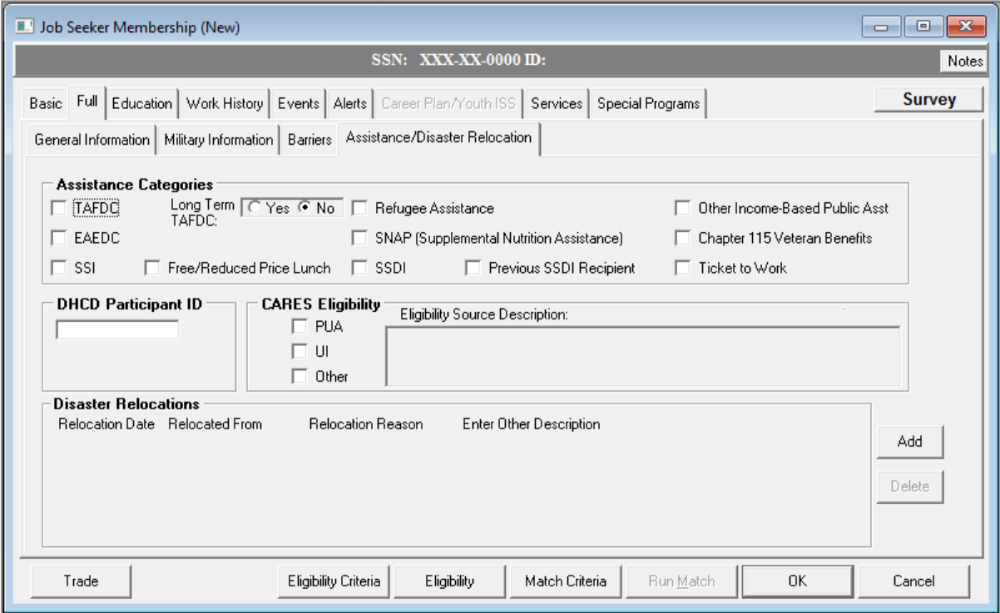 Job Seeker Membership (New)
SSN: XXX-XX-0000 ID:
Notes
Basic Full Education Work History Events Alerts Career Plan/Youth ISS Services Special Programs
Survey
General Information Military Information Barriers Assistance/Disaster Relocation
Assistance Categories
TAFDC Long Term TAFDC: Yes No Refugee Assistance Other Income-Based Public Asst
EAEDC SNAP (Supplemental Nutrition Assistance) Chapter 115 Veteran Benefits
SSI Free/Reduced Price Lunch SSDI Previous SSDI Recipient Ticket to Work
DHCD Participant ID
CARES Eligibility
Eligibility Source Description:
PUA
UI
Other
Disaster Relocations
Relocation Date Relocated From Relocation Reason Enter Other Description
Add
Delete
Trade Eligibility Criteria Eligibility Match Criteria Run Match OK Cancel